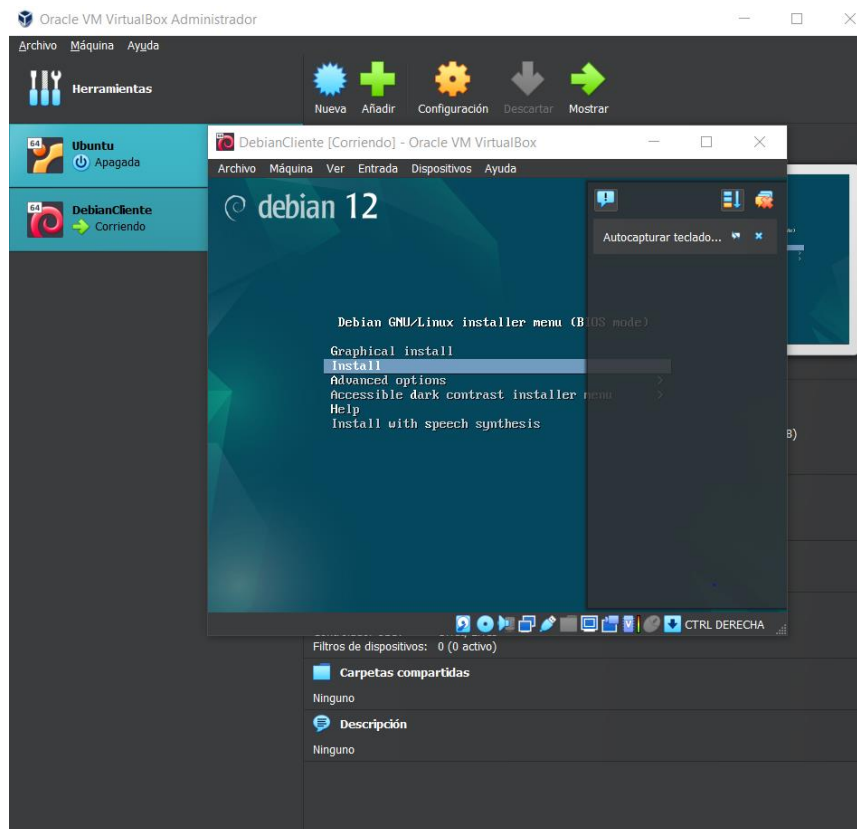 Oracle VM VirtualBox Administrador
Archivo Máquina Ayuda
Herramientas
Nueva Añadir Configuración Descartar Mostrar
64
Ubuntu
Apagada
64
DebianCliente
Corriendo
DebianCliente [Corriendo] - Oracle VM VirtualBox
Archivo Máquina Ver Entrada Dispositivos Ayuda
debian 12
Autocapturar teclado...
Debian GNU/Linux installer menu (BIOS mode)
Graphical install
Install
Advanced options >
Accessible dark contrast installer menu >
Help
Install with speech synthesis
B)
CTRL DERECHA
Filtros de dispositivos: 0 (0 activo)
Carpetas compartidas
Ninguno
Descripción
Ninguno